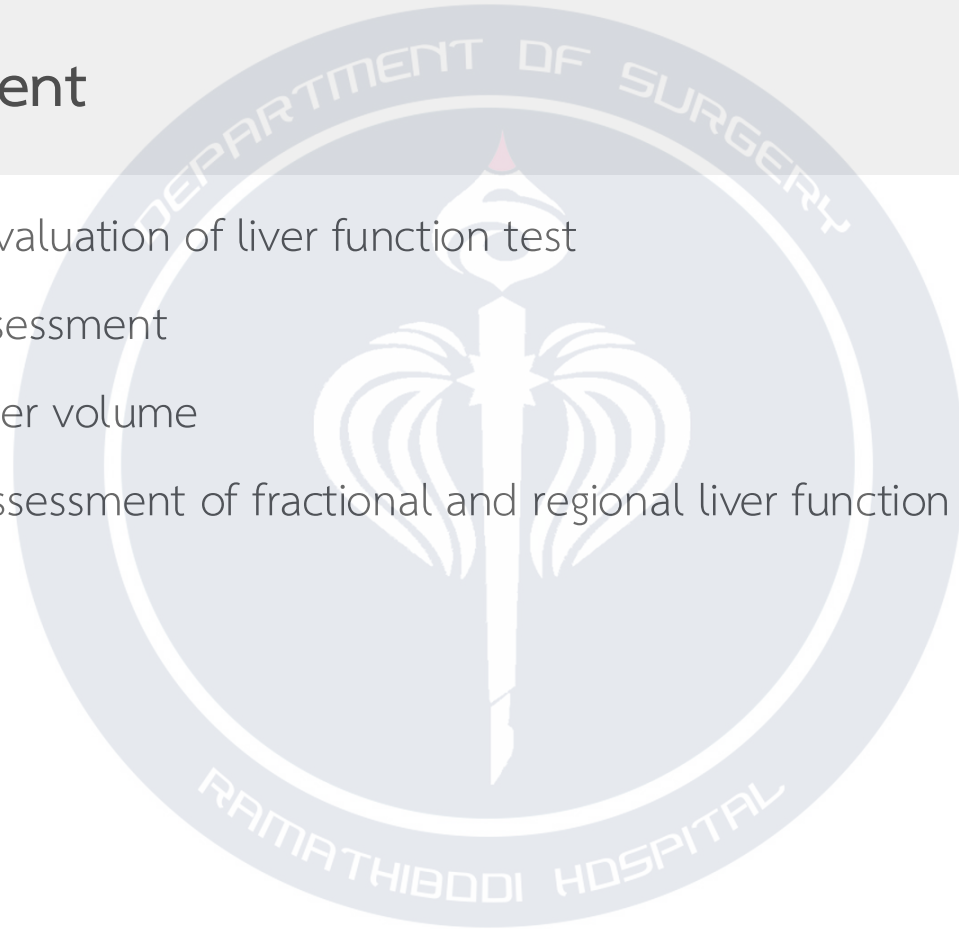 ent
valuation of liver function test
sessment
er volume
ssessment of fractional and regional liver function
DEPARTMENT OF SURGERY
RAMATHIBODI HOSPITAL